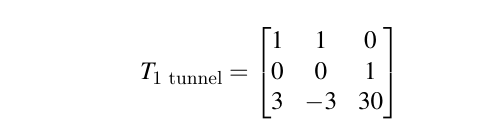 T₁ tunnel = [1 1 0
0 0 1
3 −3 30]